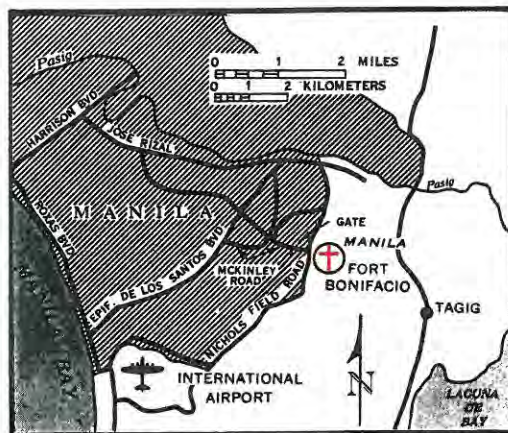 Pasig
0 1 2 MILES
0 1 2 KILOMETERS
HARRISON BVD.
JOSE RIZAL
Pasig
ROXAS BV.
MANILA
GATE
MANILA
FORT
BONIFACIO
MCKINLEY
ROAD
EPIF. DE LOS SANTOS BVD.
NICHOLS FIELD ROAD
TAGIG
MANILA BAY
INTERNATIONAL
AIRPORT
N
LAGUNA
DE
BAY